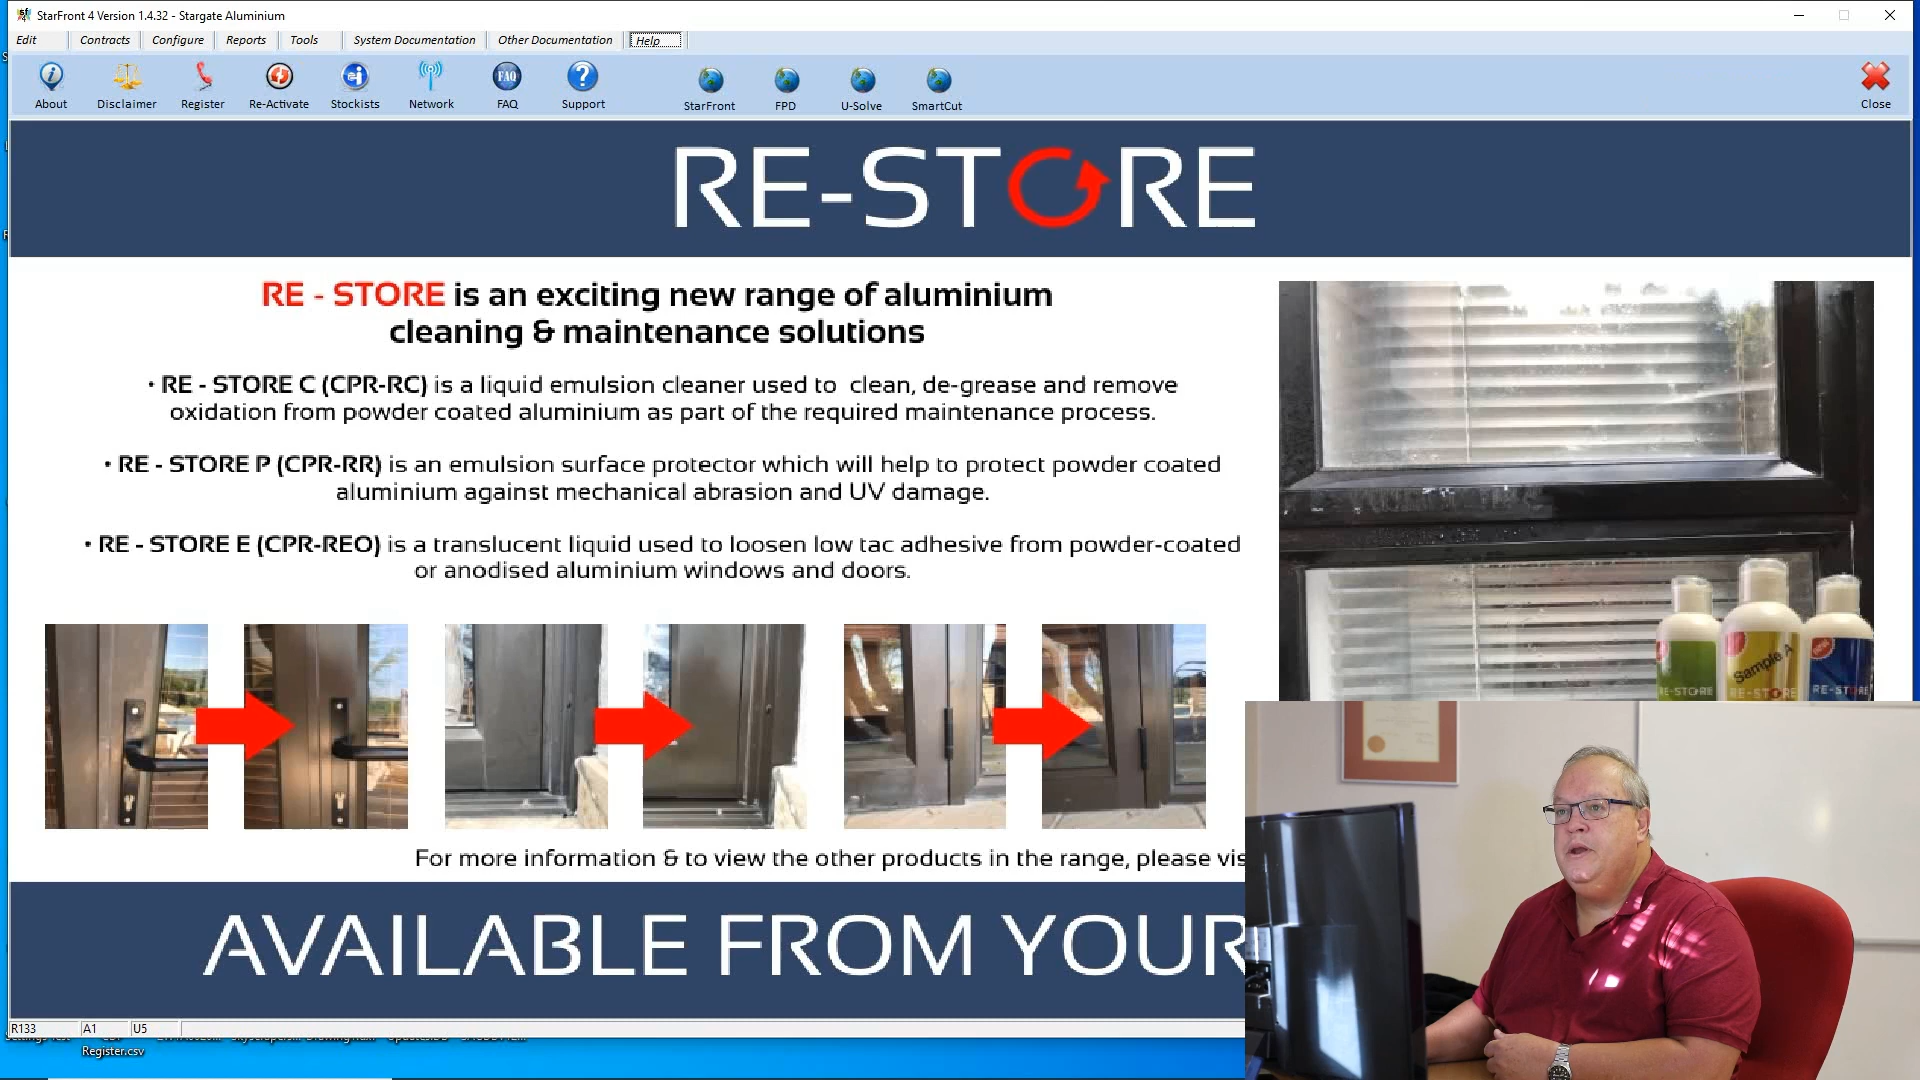 StarFront 4 Version 1.4.32 - Stargate Aluminium
Edit Contracts Configure Reports Tools System Documentation Other Documentation Help
About Disclaimer Register Re-Activate Stockists Network FAQ Support StarFront FPD U-Solve SmartCut Close
RE-STORE
RE - STORE is an exciting new range of aluminium
cleaning & maintenance solutions
• RE - STORE C (CPR-RC) is a liquid emulsion cleaner used to clean, de-grease and remove
oxidation from powder coated aluminium as part of the required maintenance process.
• RE - STORE P (CPR-RR) is an emulsion surface protector which will help to protect powder coated
aluminium against mechanical abrasion and UV damage.
• RE - STORE E (CPR-REO) is a translucent liquid used to loosen low tac adhesive from powder-coated
or anodised aluminium windows and doors.
Sample A
RE-STORE RE-STORE RE-STORE
For more information & to view the other products in the range, please vis
AVAILABLE FROM YOUR
R133 A1 U5
Register.csv